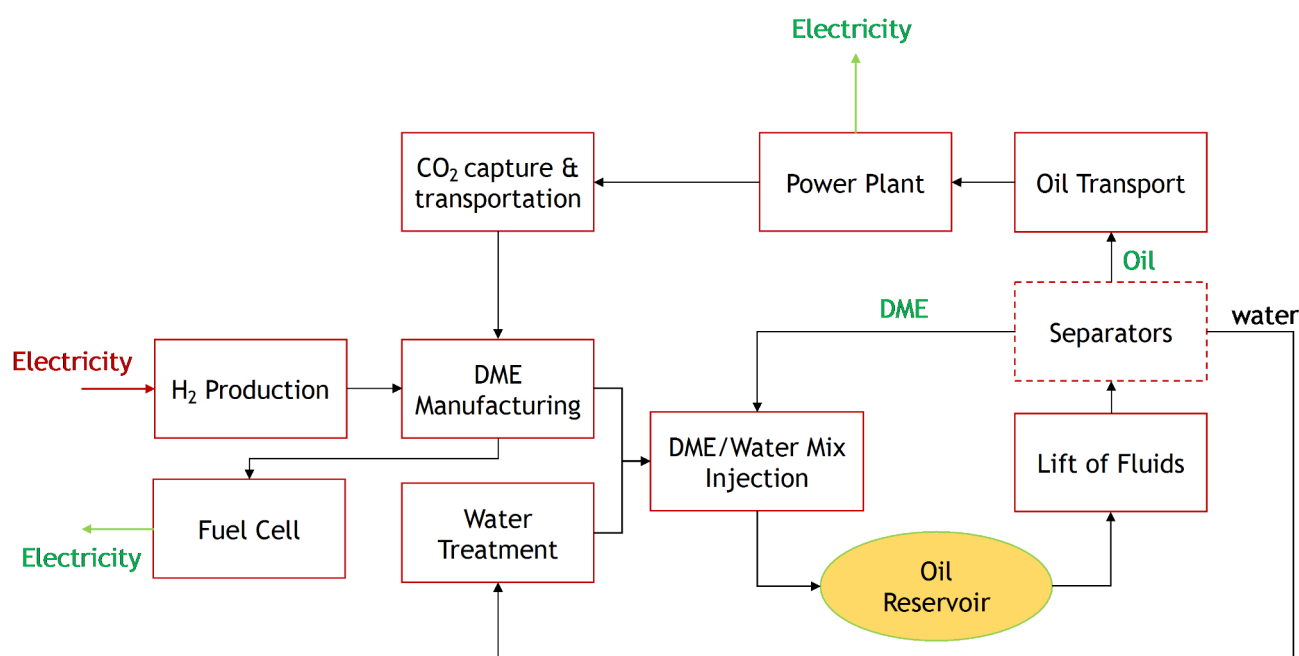 Electricity
CO₂ capture &
transportation
Power Plant
Oil Transport
Oil
DME
Separators
water
Electricity
H₂ Production
DME
Manufacturing
DME/Water Mix
Injection
Lift of Fluids
Fuel Cell
Water
Treatment
Electricity
Oil
Reservoir